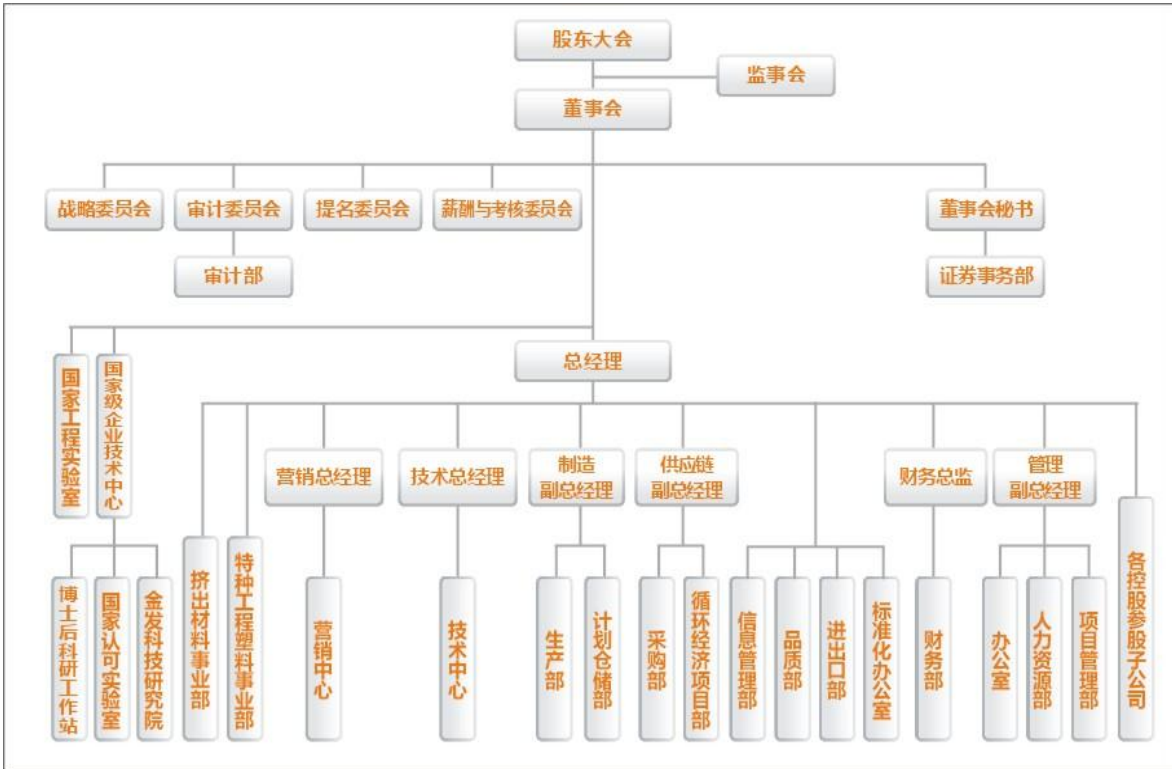 股东大会
监事会
董事会
战略委员会
审计委员会
提名委员会
薪酬与考核委员会
董事会秘书
审计部
证券事务部
总经理
国家工程实验室
国家级企业技术中心
营销总经理
技术总经理
制造
副总经理
供应链
副总经理
财务总监
管理
副总经理
博士后科研工作站
国家认可实验室
金发科技研究院
挤出材料事业部
特种工程塑料事业部
营销中心
技术中心
生产部
计划仓储部
采购部
循环经济项目部
信息管理部
品质部
进出口部
标准化办公室
财务部
办公室
人力资源部
项目管理部
各控股参股子公司